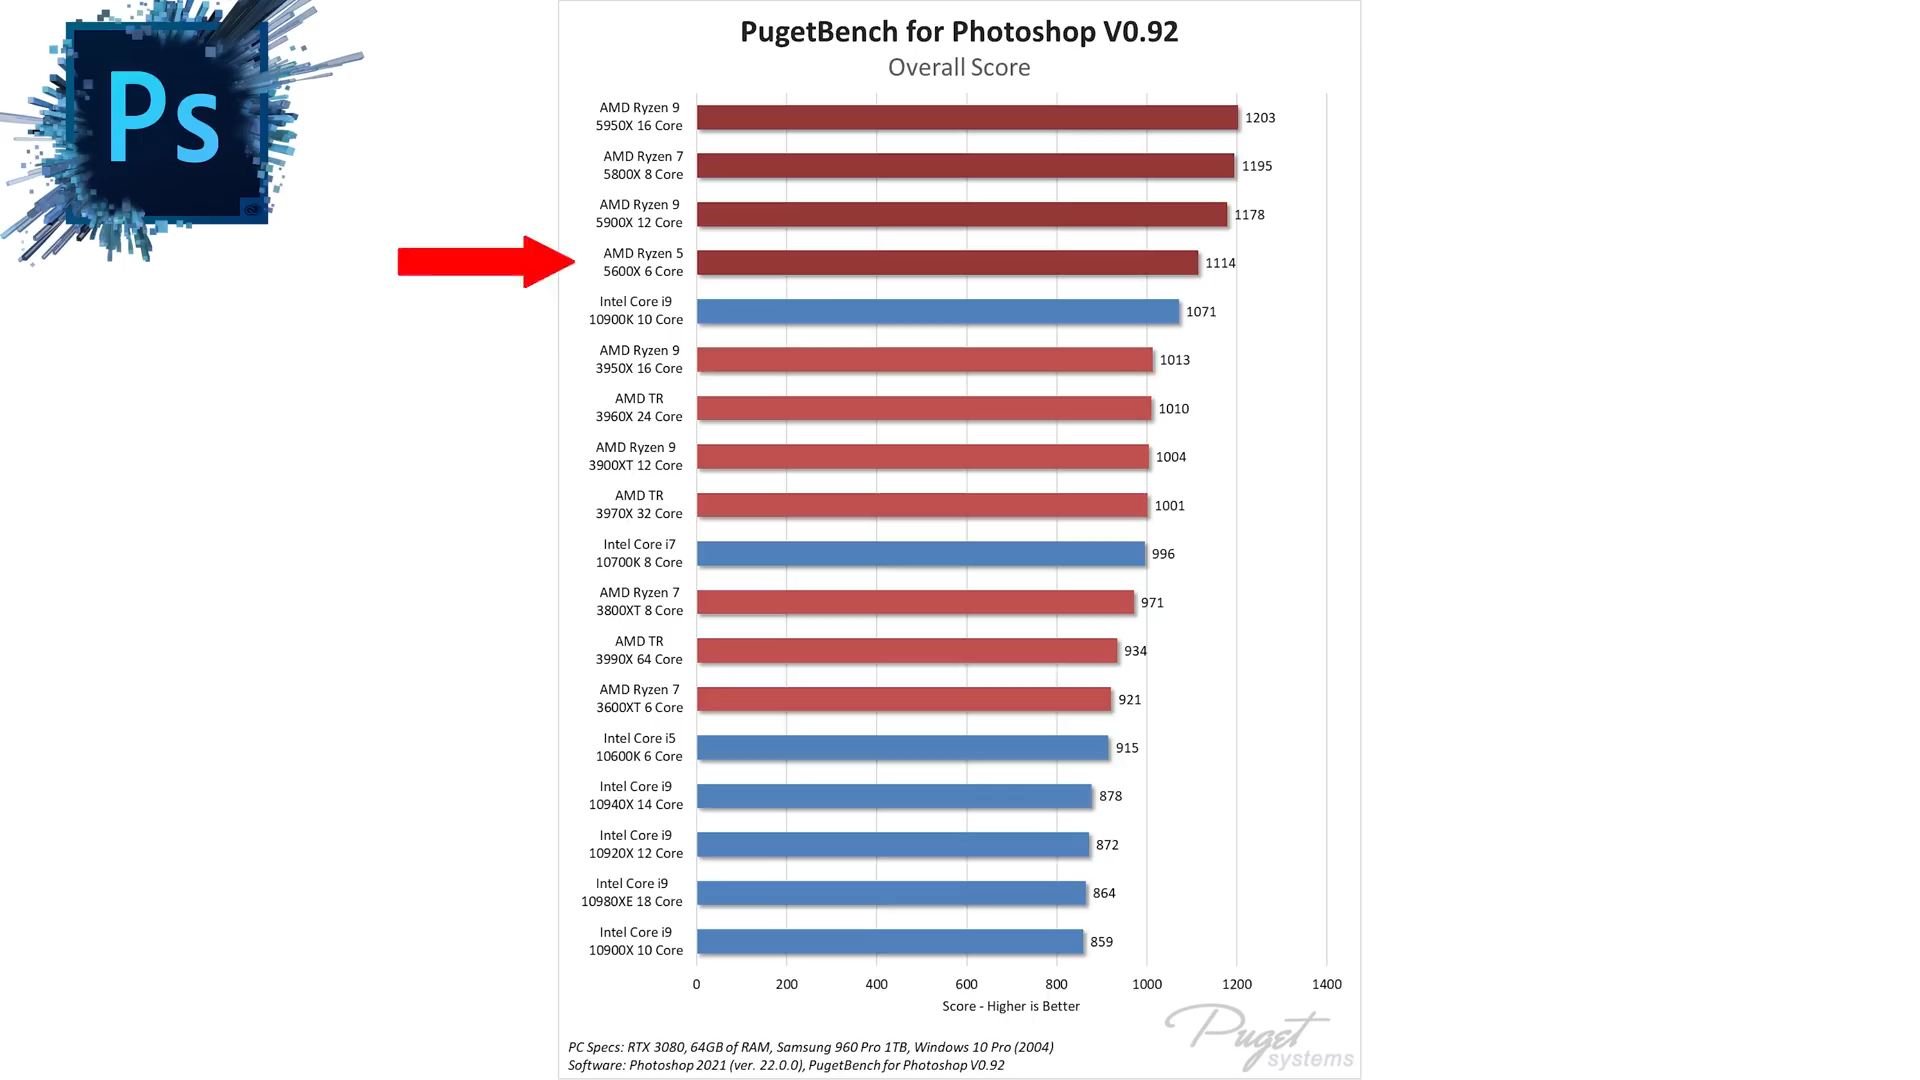 Ps
PugetBench for Photoshop V0.92
Overall Score
AMD Ryzen 9
5950X 16 Core
1203
AMD Ryzen 7
5800X 8 Core
1195
AMD Ryzen 9
5900X 12 Core
1178
AMD Ryzen 5
5600X 6 Core
1114
Intel Core i9
10900K 10 Core
1071
AMD Ryzen 9
3950X 16 Core
1013
AMD TR
3960X 24 Core
1010
AMD Ryzen 9
3900XT 12 Core
1004
AMD TR
3970X 32 Core
1001
Intel Core i7
10700K 8 Core
996
AMD Ryzen 7
3800XT 8 Core
971
AMD TR
3990X 64 Core
934
AMD Ryzen 7
3600XT 6 Core
921
Intel Core i5
10600K 6 Core
915
Intel Core i9
10940X 14 Core
878
Intel Core i9
10920X 12 Core
872
Intel Core i9
10980XE 18 Core
864
Intel Core i9
10900X 10 Core
859
0 200 400 600 800 1000 1200 1400
Score - Higher is Better
Puget
systems
PC Specs: RTX 3080, 64GB of RAM, Samsung 960 Pro 1TB, Windows 10 Pro (2004)
Software: Photoshop 2021 (ver. 22.0.0), PugetBench for Photoshop V0.92